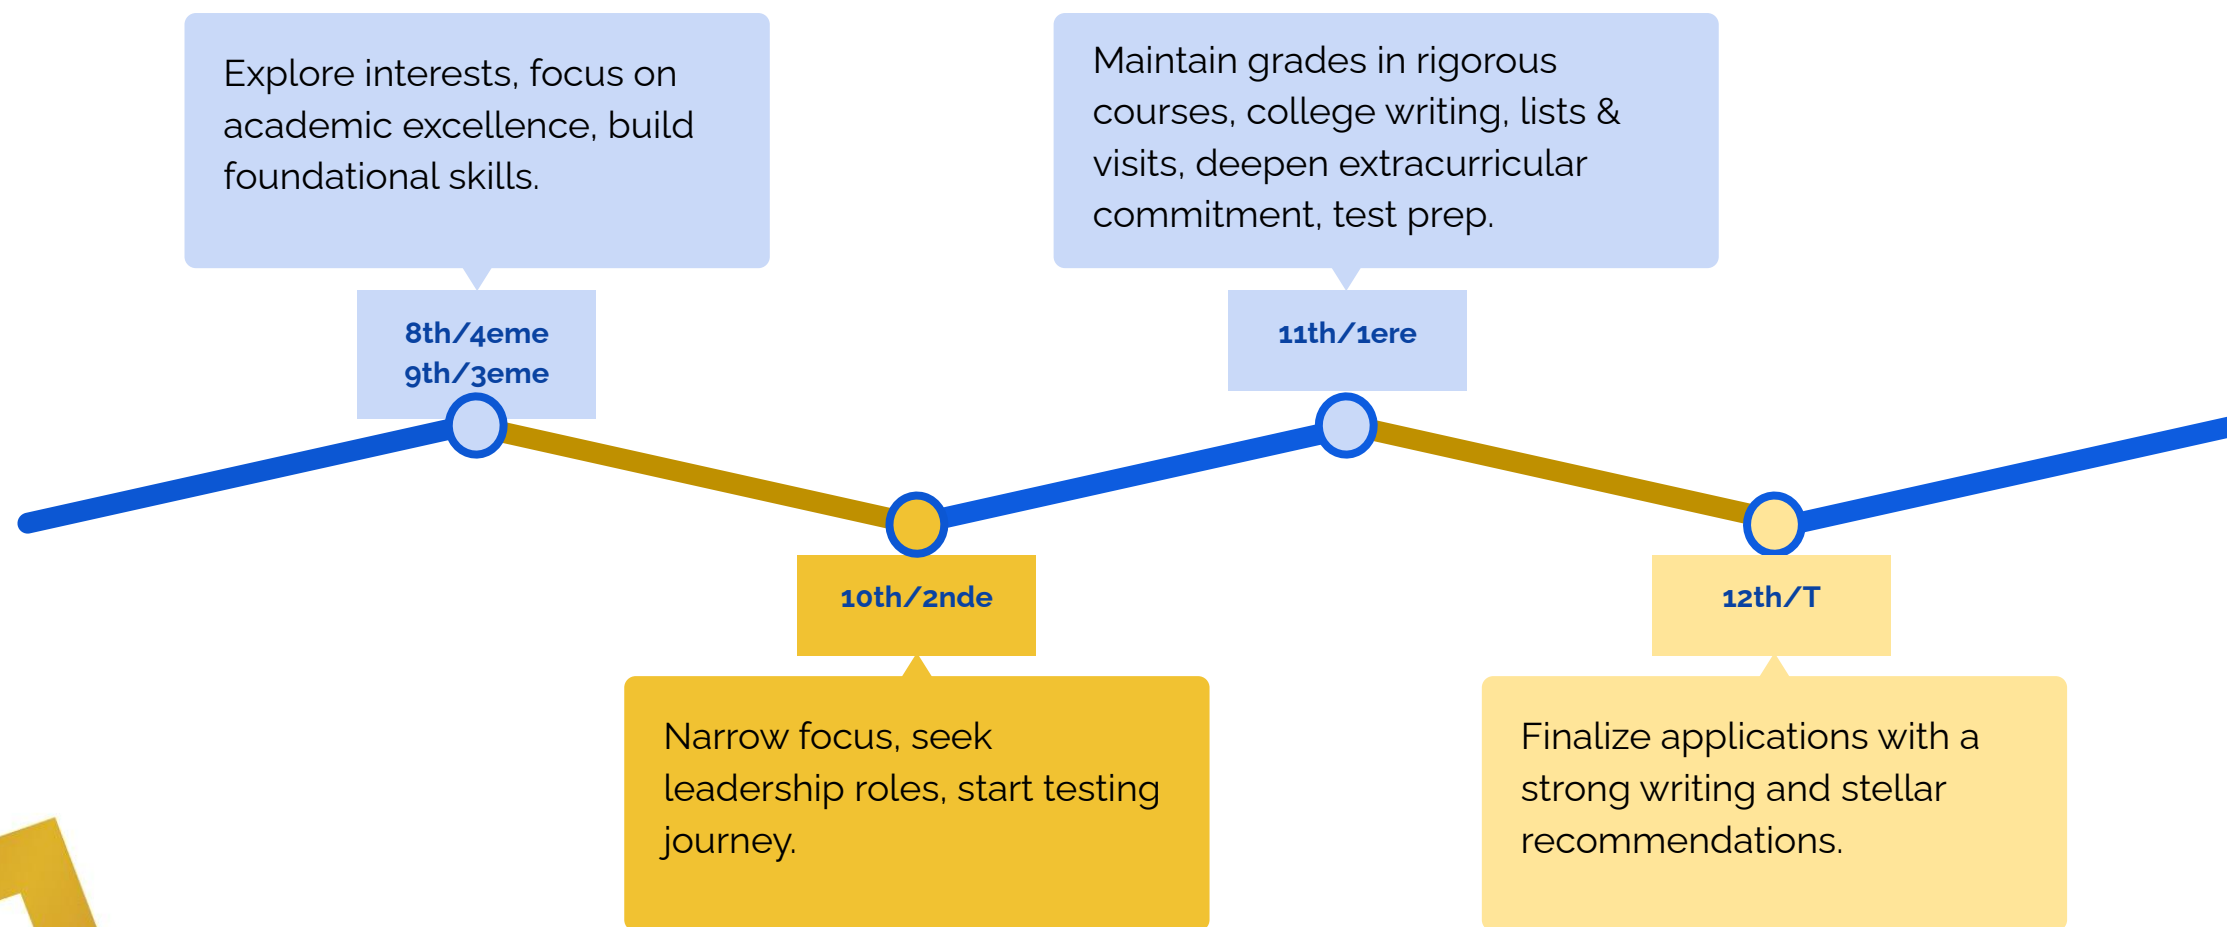 Explore interests, focus on
academic excellence, build
foundational skills.
8th/4eme
9th/3eme
Narrow focus, seek
leadership roles, start testing
journey.
10th/2nde
Maintain grades in rigorous
courses, college writing, lists &
visits, deepen extracurricular
commitment, test prep.
11th/1ere
12th/T
Finalize applications with a
strong writing and stellar
recommendations.